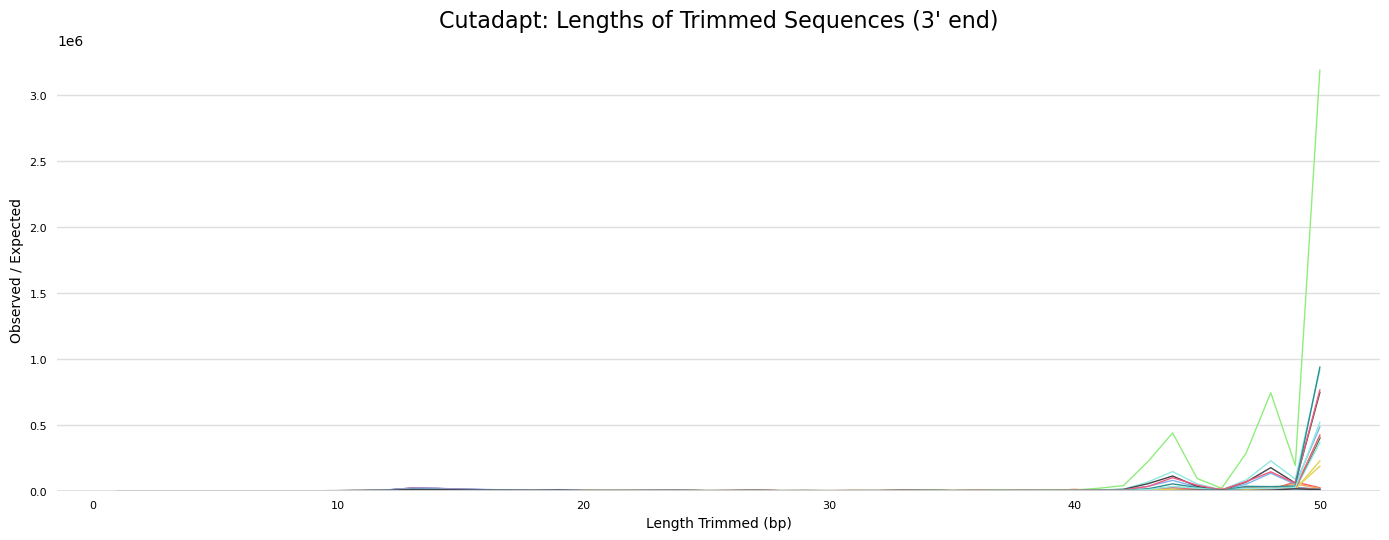 Cutadapt: Lengths of Trimmed Sequences (3' end)
1e6
3.0
2.5
2.0
1.5
1.0
0.5
0.0
Observed / Expected
0 10 20 30 40 50
Length Trimmed (bp)